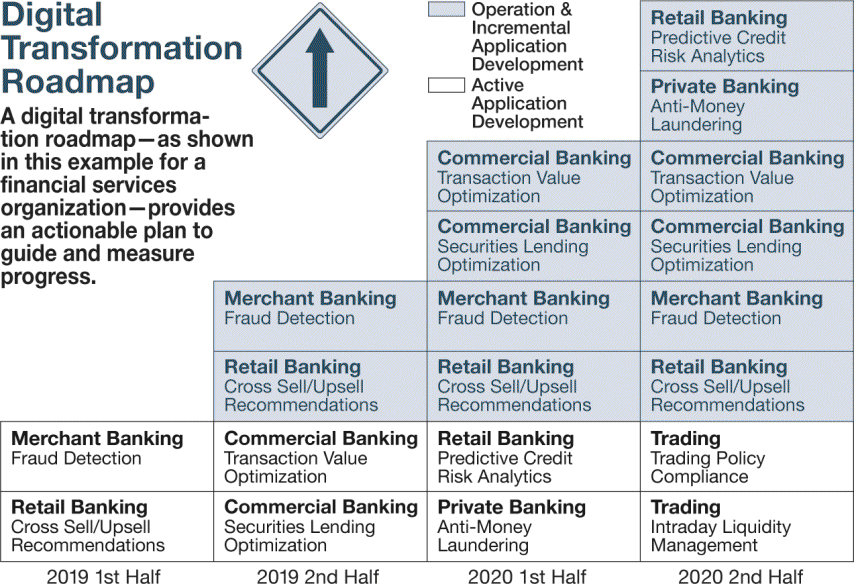 Digital
Transformation
Roadmap
A digital transforma-
tion roadmap—as shown
in this example for a
financial services
organization—provides
an actionable plan to
guide and measure
progress.
Operation &
Incremental
Application
Development
Active
Application
Development
Retail Banking
Predictive Credit
Risk Analytics
Private Banking
Anti-Money
Laundering
Commercial Banking
Transaction Value
Optimization
Commercial Banking
Transaction Value
Optimization
Commercial Banking
Securities Lending
Optimization
Commercial Banking
Securities Lending
Optimization
Merchant Banking
Fraud Detection
Merchant Banking
Fraud Detection
Merchant Banking
Fraud Detection
Retail Banking
Cross Sell/Upsell
Recommendations
Retail Banking
Cross Sell/Upsell
Recommendations
Retail Banking
Cross Sell/Upsell
Recommendations
Merchant Banking
Fraud Detection
Commercial Banking
Transaction Value
Optimization
Retail Banking
Predictive Credit
Risk Analytics
Trading
Trading Policy
Compliance
Retail Banking
Cross Sell/Upsell
Recommendations
Commercial Banking
Securities Lending
Optimization
Private Banking
Anti-Money
Laundering
Trading
Intraday Liquidity
Management
2019 1st Half
2019 2nd Half
2020 1st Half
2020 2nd Half